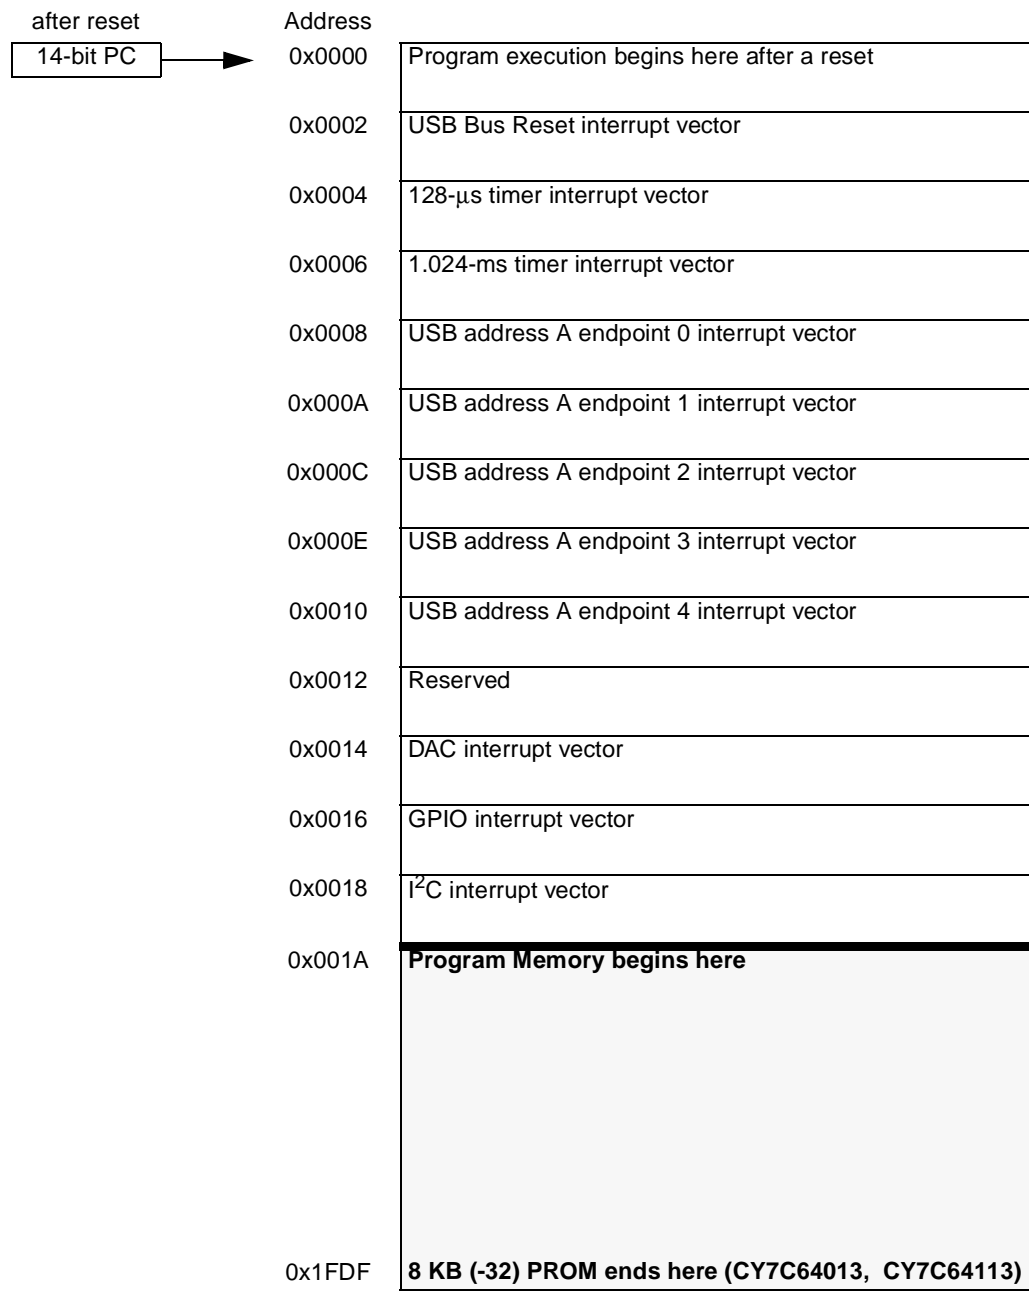 after reset Address
14-bit PC 0x0000 Program execution begins here after a reset
0x0002 USB Bus Reset interrupt vector
0x0004 128-μs timer interrupt vector
0x0006 1.024-ms timer interrupt vector
0x0008 USB address A endpoint 0 interrupt vector
0x000A USB address A endpoint 1 interrupt vector
0x000C USB address A endpoint 2 interrupt vector
0x000E USB address A endpoint 3 interrupt vector
0x0010 USB address A endpoint 4 interrupt vector
0x0012 Reserved
0x0014 DAC interrupt vector
0x0016 GPIO interrupt vector
0x0018 I²C interrupt vector
0x001A Program Memory begins here
0x1FDF 8 KB (-32) PROM ends here (CY7C64013, CY7C64113)